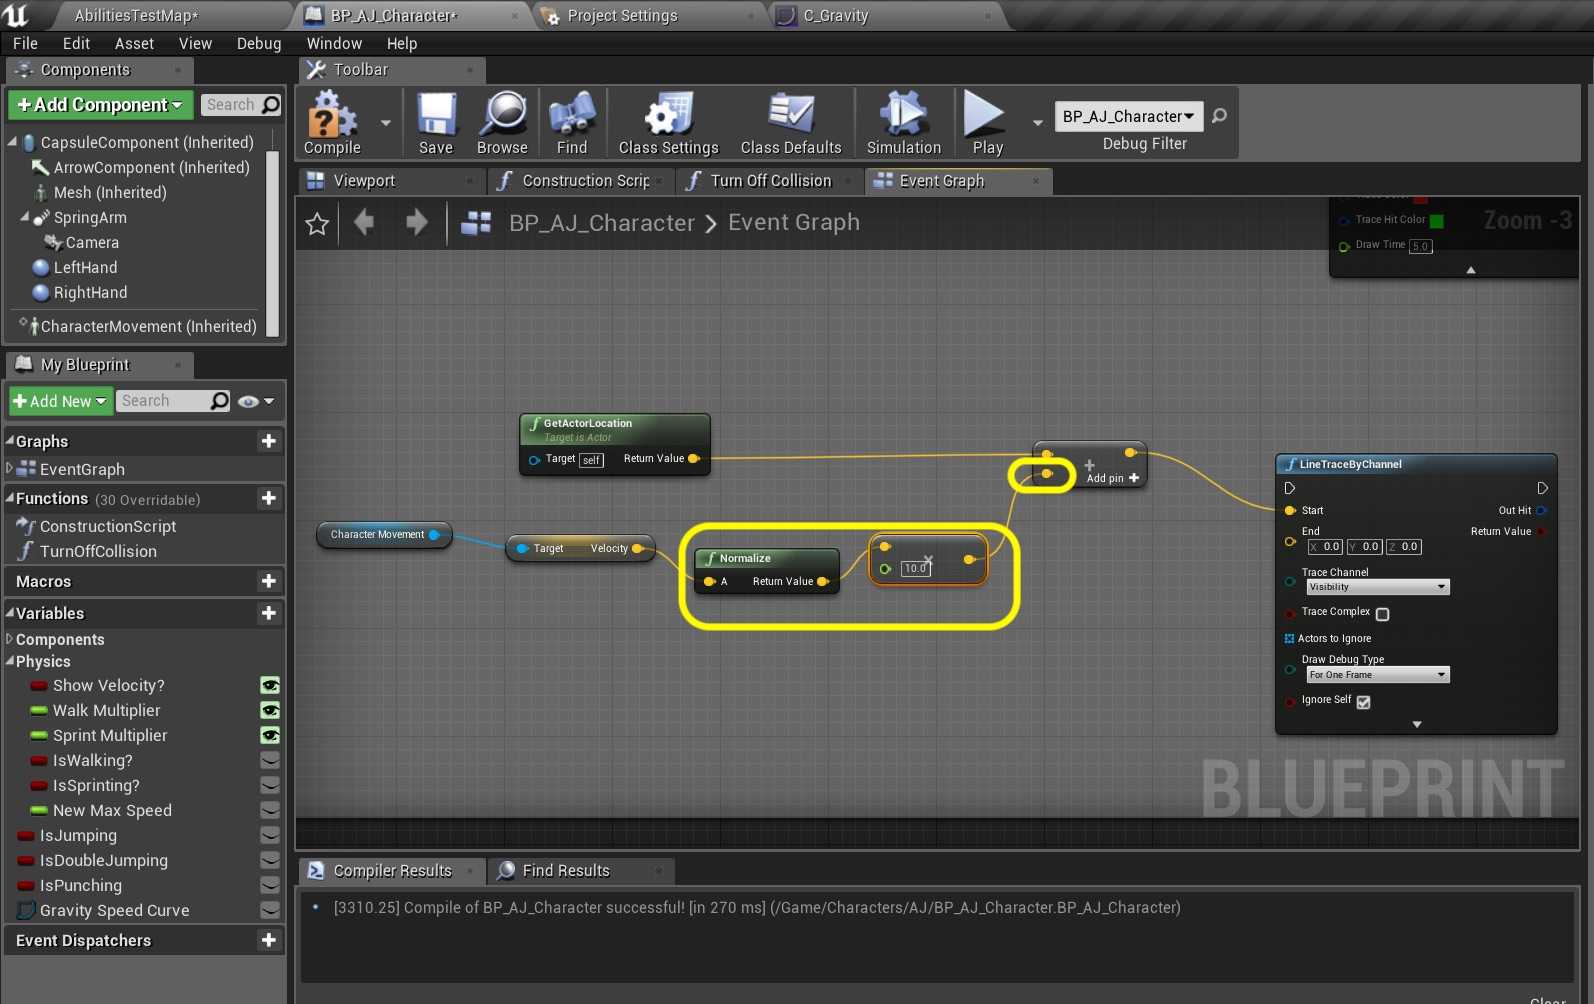 AbilitiesTestMap*
BP_AJ_Character*
Project Settings
C_Gravity
File Edit Asset View Debug Window Help
Components
Toolbar
Add Component
Search
Compile
Save
Browse
Find
Class Settings
Class Defaults
Simulation
Play
BP_AJ_Character
Debug Filter
CapsuleComponent (Inherited)
ArrowComponent (Inherited)
Mesh (Inherited)
SpringArm
Camera
LeftHand
RightHand
CharacterMovement (Inherited)
Viewport
Construction Scrip
Turn Off Collision
Event Graph
BP_AJ_Character > Event Graph
Trace Hit Color
Zoom -3
Draw Time 5.0
My Blueprint
Add New
Search
Graphs
EventGraph
Functions (30 Overridable)
ConstructionScript
TurnOffCollision
Macros
Variables
Components
Physics
Show Velocity?
Walk Multiplier
Sprint Multiplier
IsWalking?
IsSprinting?
New Max Speed
IsJumping
IsDoubleJumping
IsPunching
Gravity Speed Curve
Event Dispatchers
GetActorLocation
Target is Actor
Target self
Return Value
Add pin
Character Movement
Target Velocity
Normalize
A Return Value
10.0
LineTraceByChannel
Start Out Hit
End Return Value
X 0.0 Y 0.0 Z 0.0
Trace Channel
Visibility
Trace Complex
Actors to Ignore
Draw Debug Type
For One Frame
Ignore Self
BLUEPRINT
Compiler Results
Find Results
[3310.25] Compile of BP_AJ_Character successful! [in 270 ms] (/Game/Characters/AJ/BP_AJ_Character.BP_AJ_Character)
Clear